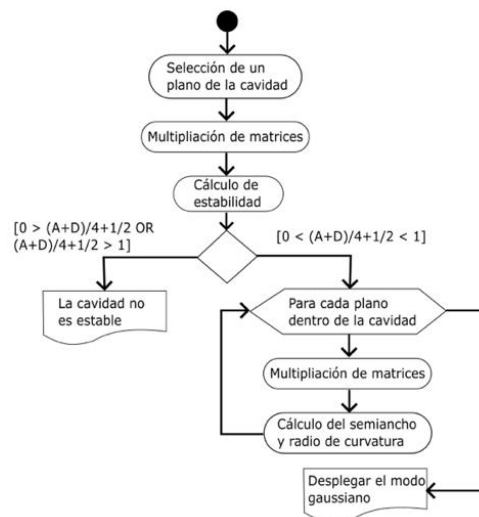 Selección de un
plano de la cavidad
Multipliación de matrices
Cálculo de
estabilidad
[0 > (A+D)/4+1/2 OR
(A+D)/4+1/2 > 1]
[0 < (A+D)/4+1/2 < 1]
La cavidad no
es estable
Para cada plano
dentro de la cavidad
Multipliación de matrices
Cálculo del semiancho
y radio de curvatura
Desplegar el modo
gaussiano